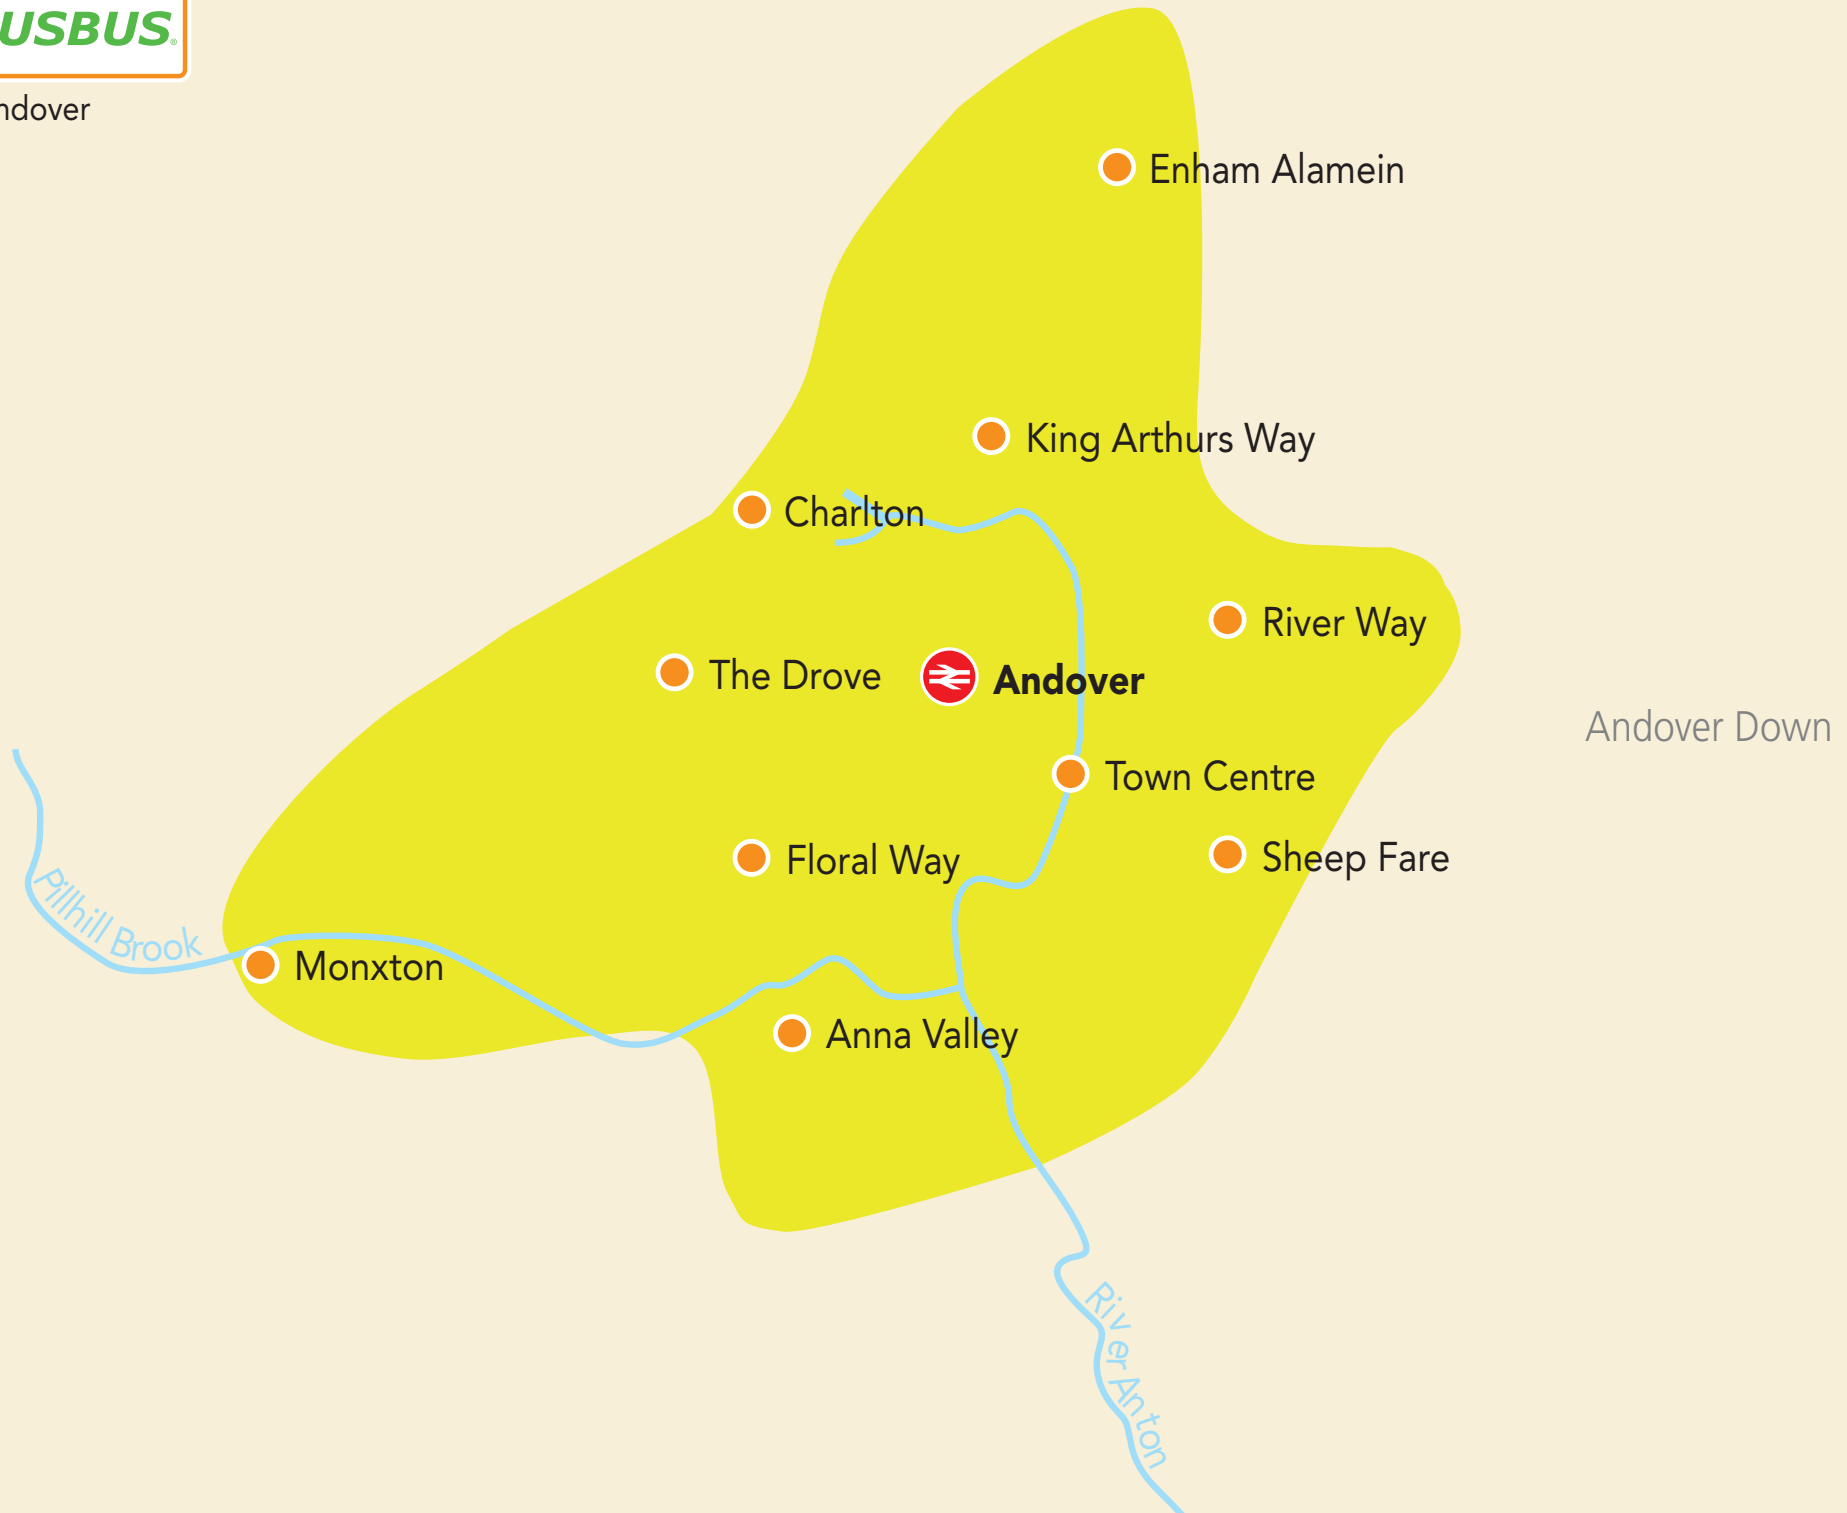 USBUS®
ndover
Enham Alamein
King Arthurs Way
Charlton
River Way
The Drove
Andover
Andover Down
Town Centre
Floral Way
Sheep Fare
Pillhill Brook
Monxton
Anna Valley
River Anton